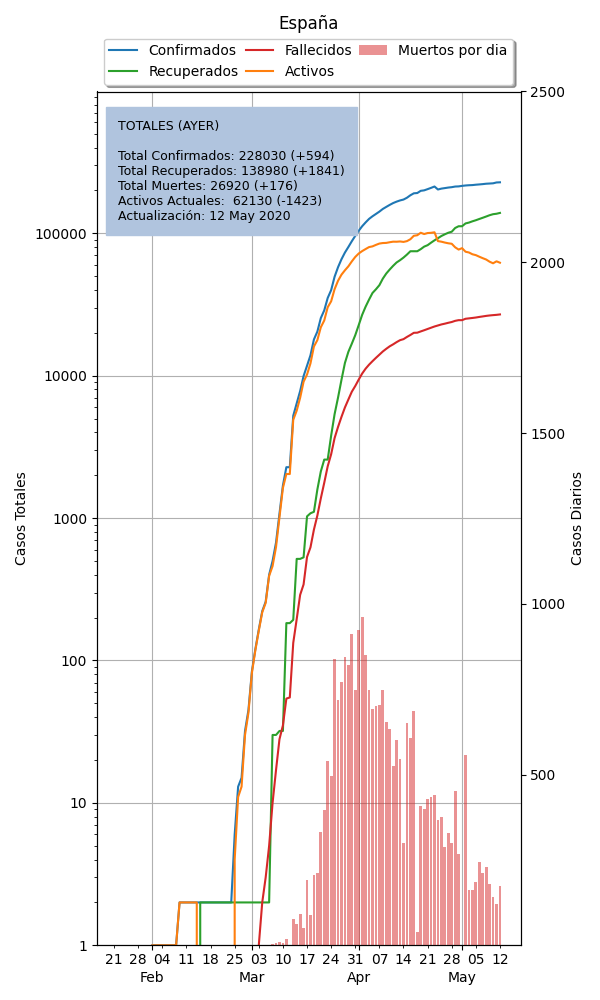 España
Confirmados
Recuperados
Fallecidos
Activos
Muertos por dia
TOTALES (AYER)
Total Confirmados: 228030 (+594)
Total Recuperados: 138980 (+1841)
Total Muertes: 26920 (+176)
Activos Actuales:  62130 (-1423)
Actualización: 12 May 2020
Casos Totales
100000
10000
1000
100
10
1
2500
2000
1500
1000
500
Casos Diarios
21 28 04 11 18 25 03 10 17 24 31 07 14 21 28 05 12
Feb Mar Apr May